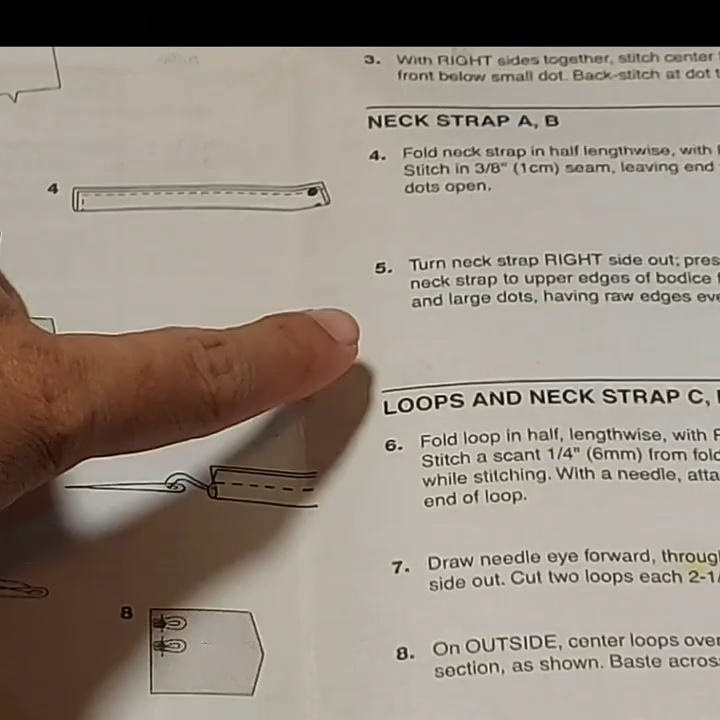 3. With RIGHT sides together, stitch center
front below small dot. Back-stitch at dot
NECK STRAP A, B
4. Fold neck strap in half lengthwise, with
Stitch in 3/8" (1cm) seam, leaving end
dots open.
4
5. Turn neck strap RIGHT side out; pres
neck strap to upper edges of bodice
and large dots, having raw edges eve
LOOPS AND NECK STRAP C,
6. Fold loop in half, lengthwise, with
Stitch a scant 1/4" (6mm) from fold
while stitching. With a needle, atta
end of loop.
7. Draw needle eye forward, throug
side out. Cut two loops each 2-1/
8
8. On OUTSIDE, center loops over
section, as shown. Baste acros